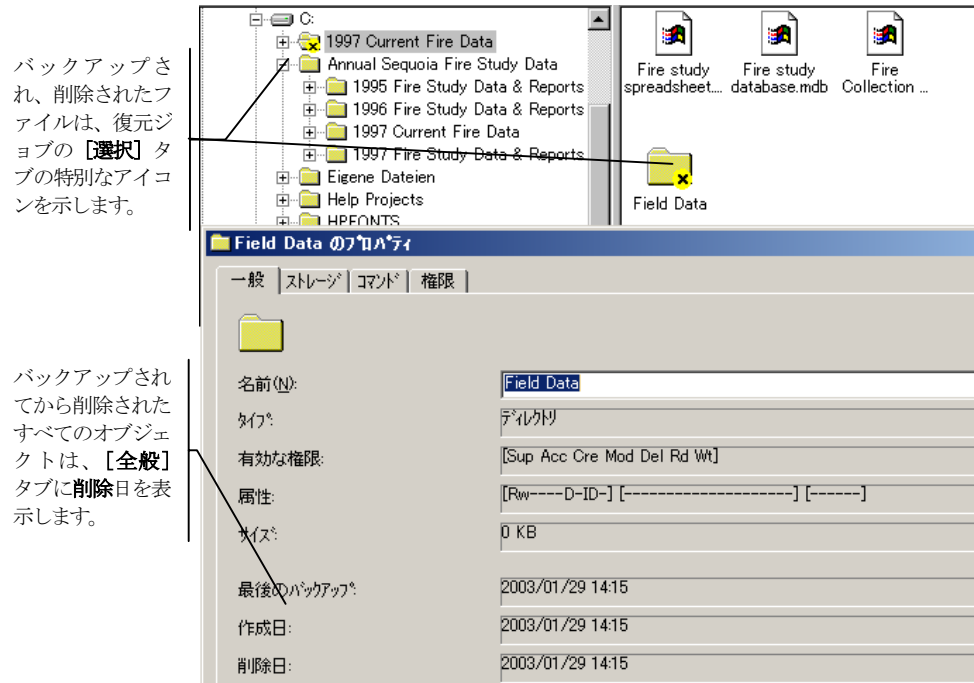 バックアップさ
れ、削除されたフ
ァイルは、復元ジ
ョブの [選択] タ
ブの特別なアイコ
ンを示します。
C:
1997 Current Fire Data
Annual Sequoia Fire Study Data
1995 Fire Study Data & Reports
1996 Fire Study Data & Reports
1997 Current Fire Data
1997 Fire Study Data & Reports
Eigene Dateien
Help Projects
HPFONTS
Fire study
spreadsheet...
Fire study
database.mdb
Fire
Collection ...
Field Data
Field Data のﾌﾟﾛﾊﾟﾃｨ
一般 ｽﾄﾚｰｼﾞ ｺﾏﾝﾄﾞ 権限
バックアップされ
てから削除された
すべてのオブジェ
クトは、[全般]
タブに削除日を表
示します。
名前(N): Field Data
ﾀｲﾌﾟ: ﾃﾞｨﾚｸﾄﾘ
有効な権限: [Sup Acc Cre Mod Del Rd Wt]
属性: [Rw----D-ID-] [---------------------] [------]
ｻｲｽﾞ: 0 KB
最後のﾊﾞｯｸｱｯﾌﾟ: 2003/01/29 14:15
作成日: 2003/01/29 14:15
削除日: 2003/01/29 14:15